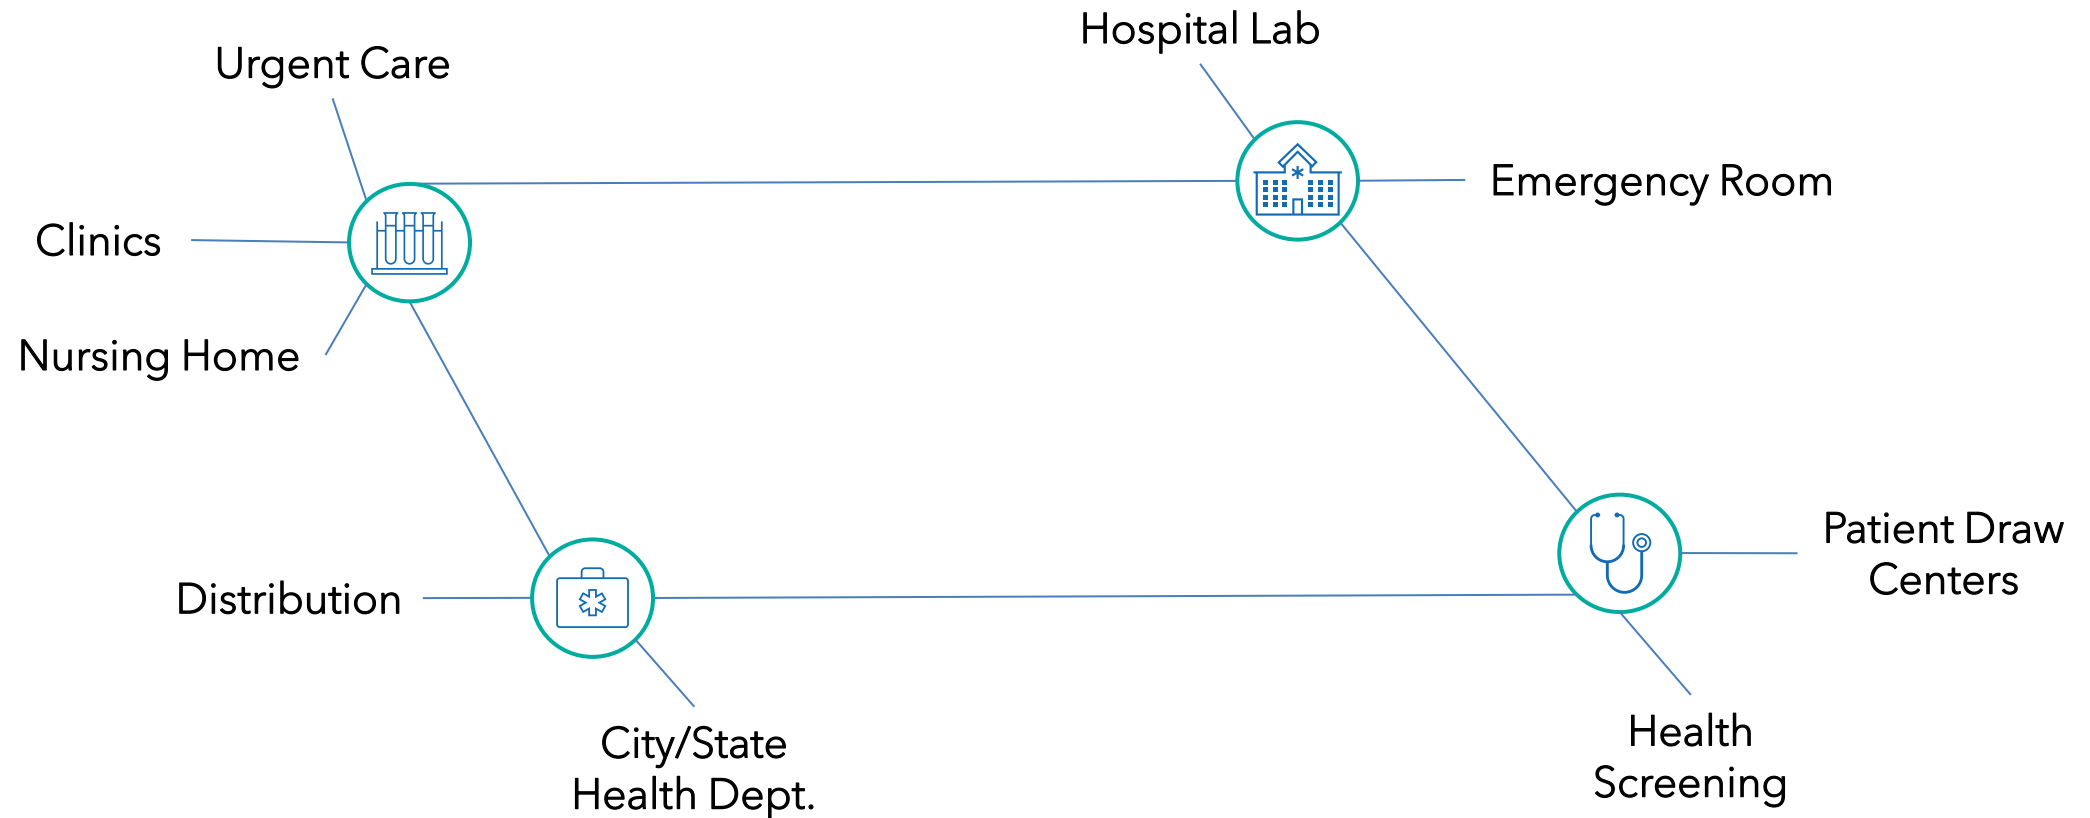 Hospital Lab
Urgent Care
Emergency Room
Clinics
Nursing Home
Patient Draw
Centers
Distribution
City/State
Health Dept.
Health
Screening